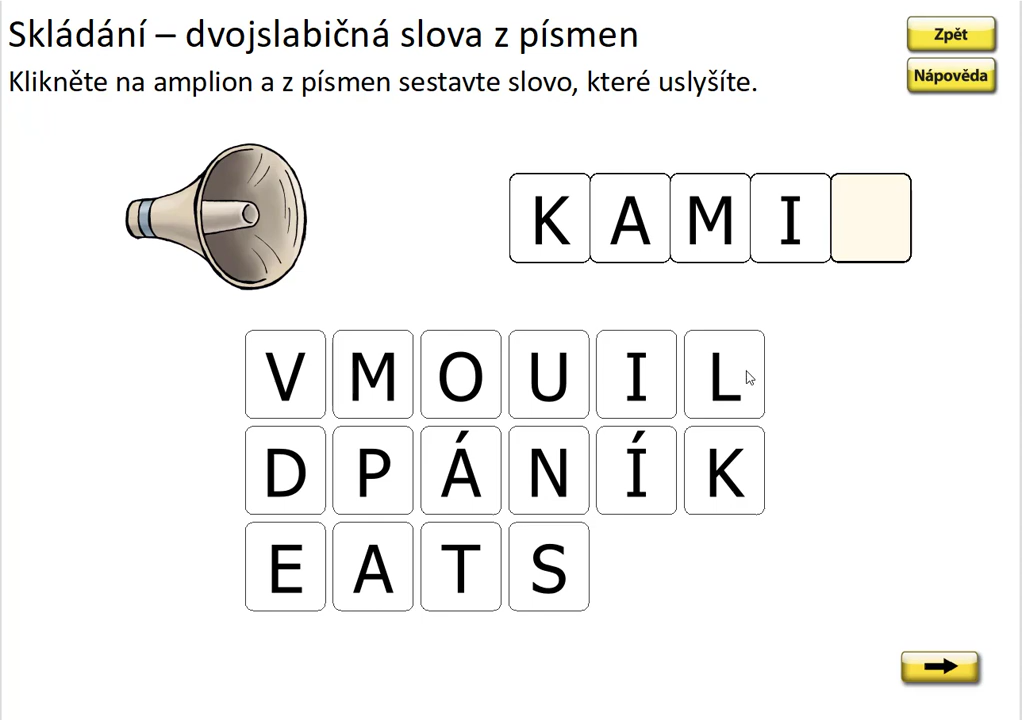 Skládání – dvojslabičná slova z písmen
Zpět
Klikněte na amplion a z písmen sestavte slovo, které uslyšíte.
Nápověda
K A M I
V M O U I L
D P Á N Í K
E A T S